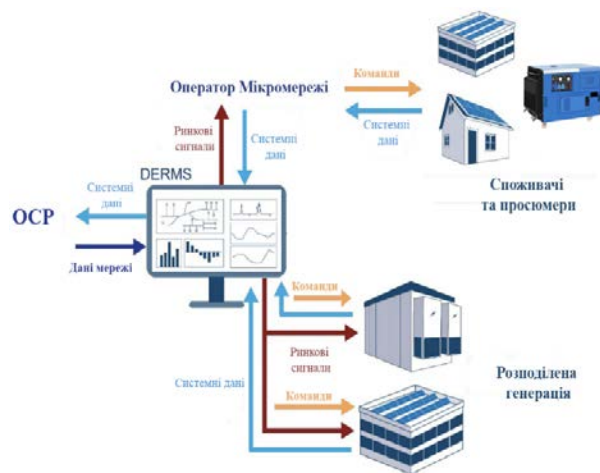 Команди
Оператор Мікромережі
Ринкові
сигнали
Системні
дані
Системні
дані
DERMS
Споживачі
та просюмери
Системні
дані
ОСР
Дані мережі
Команди
Ринкові
сигнали
Системні дані
Розподілена
генерація
Команди